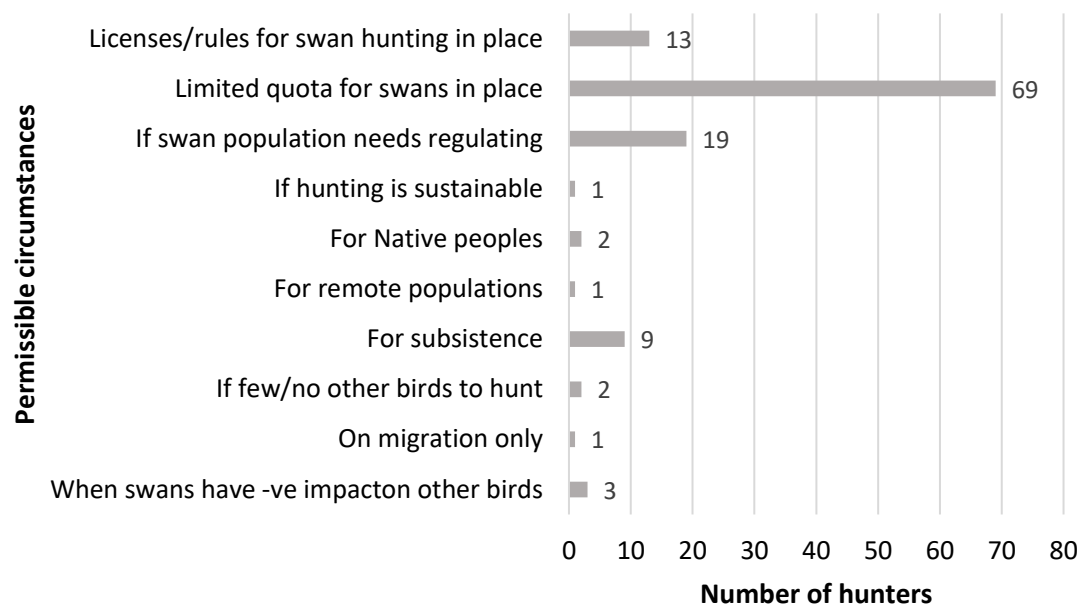 Permissible circumstances
Licenses/rules for swan hunting in place 13
Limited quota for swans in place 69
If swan population needs regulating 19
If hunting is sustainable 1
For Native peoples 2
For remote populations 1
For subsistence 9
If few/no other birds to hunt 2
On migration only 1
When swans have -ve impacton other birds 3
0 10 20 30 40 50 60 70 80
Number of hunters